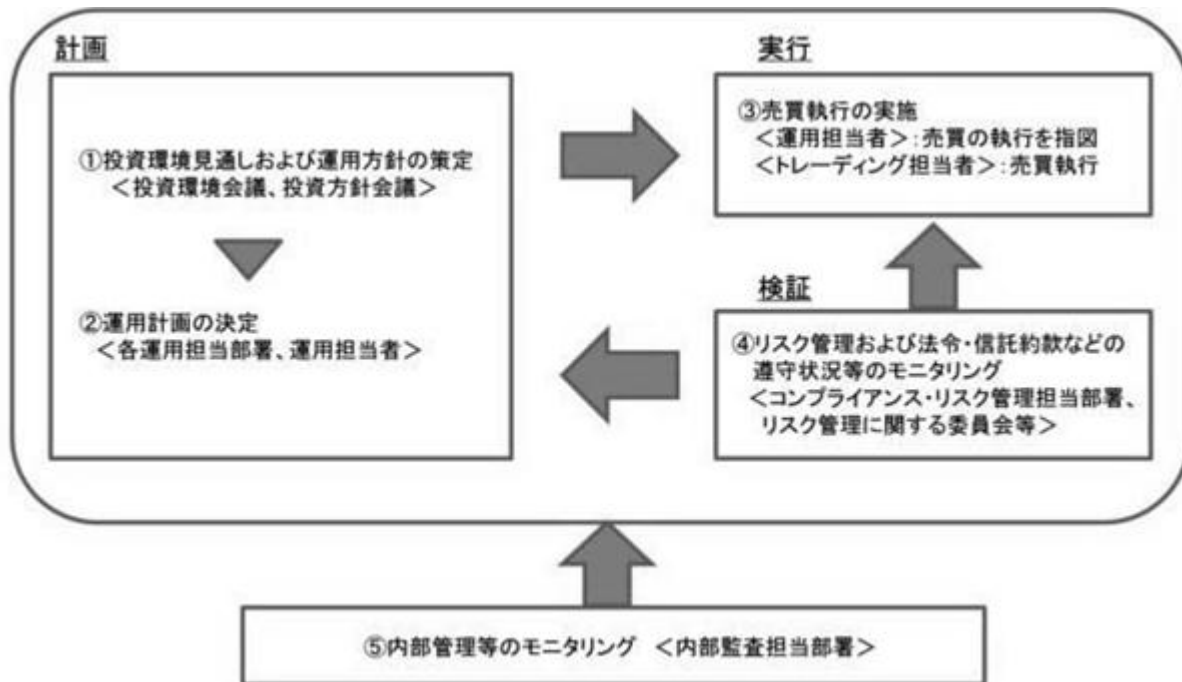 計画
①投資環境見通しおよび運用方針の策定
＜投資環境会議、投資方針会議＞
②運用計画の決定
＜各運用担当部署、運用担当者＞
実行
③売買執行の実施
＜運用担当者＞:売買の執行を指図
＜トレーディング担当者＞:売買執行
検証
④リスク管理および法令・信託約款などの
遵守状況等のモニタリング
＜コンプライアンス・リスク管理担当部署、
リスク管理に関する委員会等＞
⑤内部管理等のモニタリング ＜内部監査担当部署＞